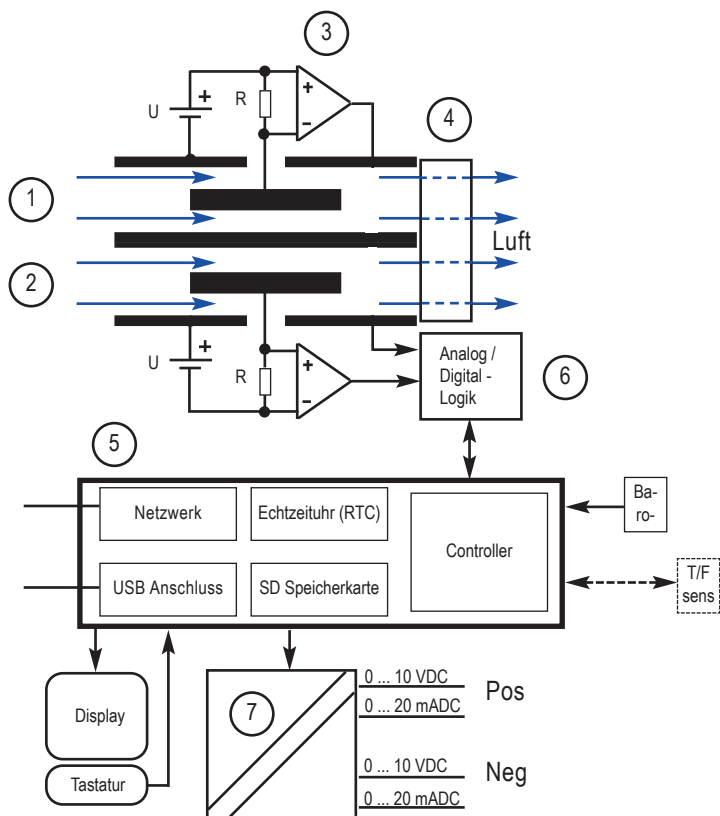 3
+
U
R
+
−
4
1
Luft
2
U
+
R
+
−
Analog /
Digital -
Logik
6
5
Netzwerk
Echtzeituhr (RTC)
Controller
Ba-
ro-
USB Anschluss
SD Speicherkarte
T/F
sens
Display
Tastatur
7
0 ... 10 VDC
Pos
0 ... 20 mADC
0 ... 10 VDC
Neg
0 ... 20 mADC